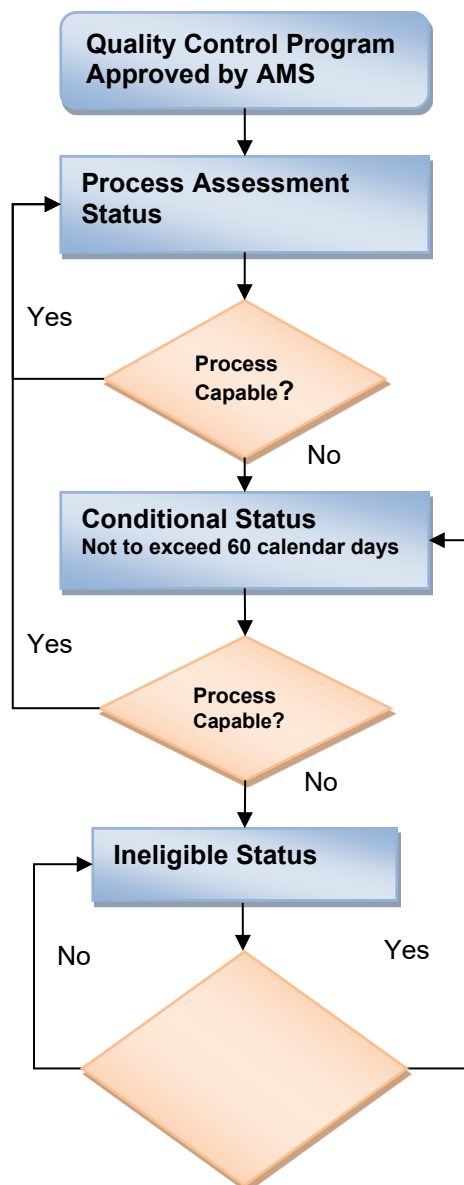 Quality Control Program
Approved by AMS
Process Assessment
Status
Yes
Process
Capable?
No
Conditional Status
Not to exceed 60 calendar days
Yes
Process
Capable?
No
Ineligible Status
No
Yes